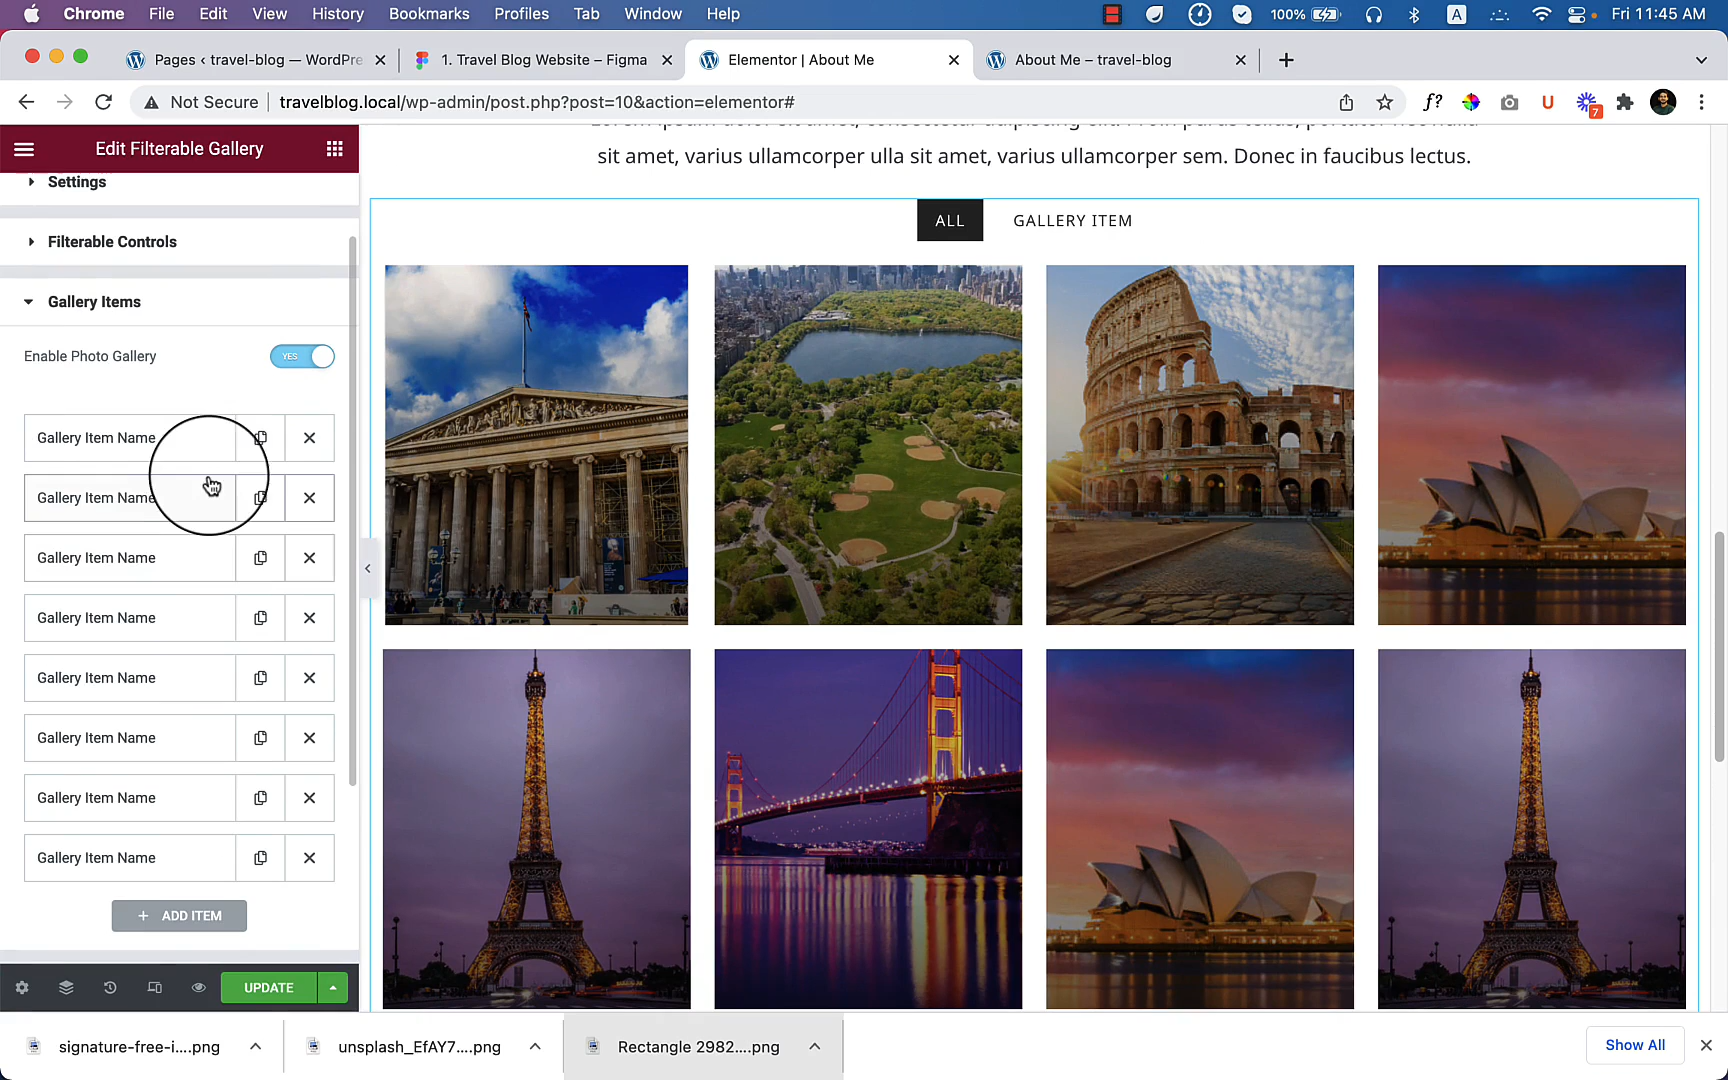 Chrome File Edit View History Bookmarks Profiles Tab Window Help 100% A Fri 11:45 AM
Pages ‹ travel-blog — WordPre 1. Travel Blog Website – Figma Elementor | About Me About Me – travel-blog
Not Secure travelblog.local/wp-admin/post.php?post=10&action=elementor# f? U 7
Edit Filterable Gallery
Settings
Filterable Controls
Gallery Items
Enable Photo Gallery YES
Gallery Item Name
Gallery Item Name
Gallery Item Name
Gallery Item Name
Gallery Item Name
Gallery Item Name
Gallery Item Name
Gallery Item Name
+ ADD ITEM
UPDATE
sit amet, varius ullamcorper ulla sit amet, varius ullamcorper sem. Donec in faucibus lectus.
ALL GALLERY ITEM
signature-free-i....png unsplash_EfAY7....png Rectangle 2982....png Show All